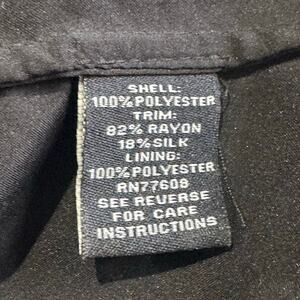 SHELL:
100% POLYESTER
TRIM:
82% RAYON
18% SILK
LINING:
100% POLYESTER
RN77608
SEE REVERSE
FOR CARE
INSTRUCTIONS